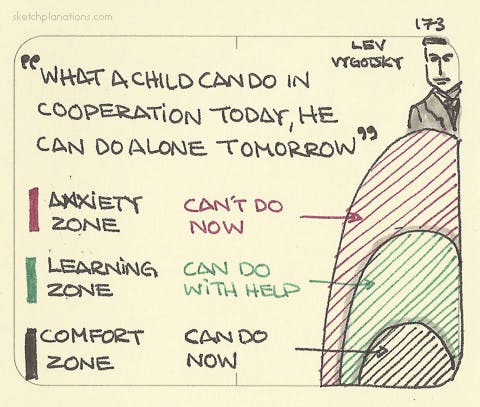 sketchplanations.com
173
LEV
VYGOTSKY
"WHAT A CHILD CAN DO IN
COOPERATION TODAY, HE
CAN DO ALONE TOMORROW"
ANXIETY
ZONE
CAN'T DO
NOW
LEARNING
ZONE
CAN DO
WITH HELP
COMFORT
ZONE
CAN DO
NOW